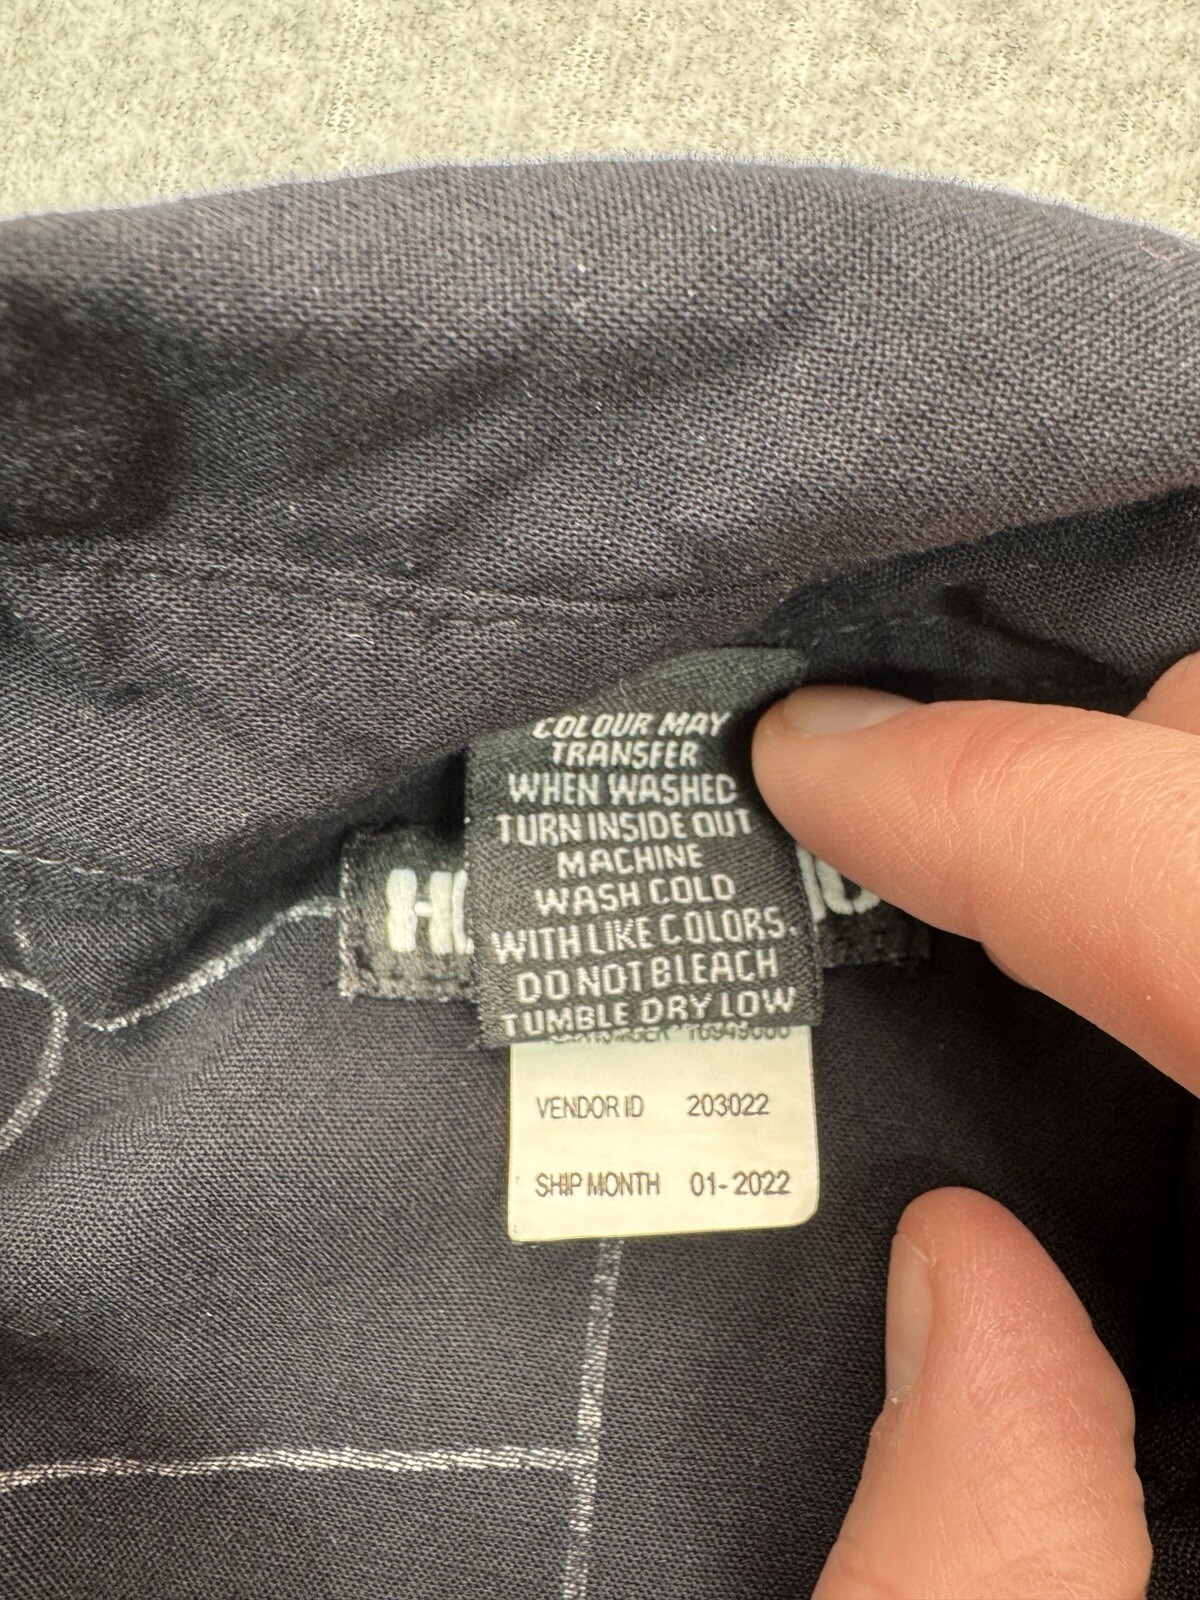 COLOUR MAY
TRANSFER
WHEN WASHED
TURN INSIDE OUT
MACHINE
WASH COLD
WITH LIKE COLORS.
DO NOT BLEACH
TUMBLE DRY LOW
VENDOR ID 203022
SHIP MONTH 01-2022